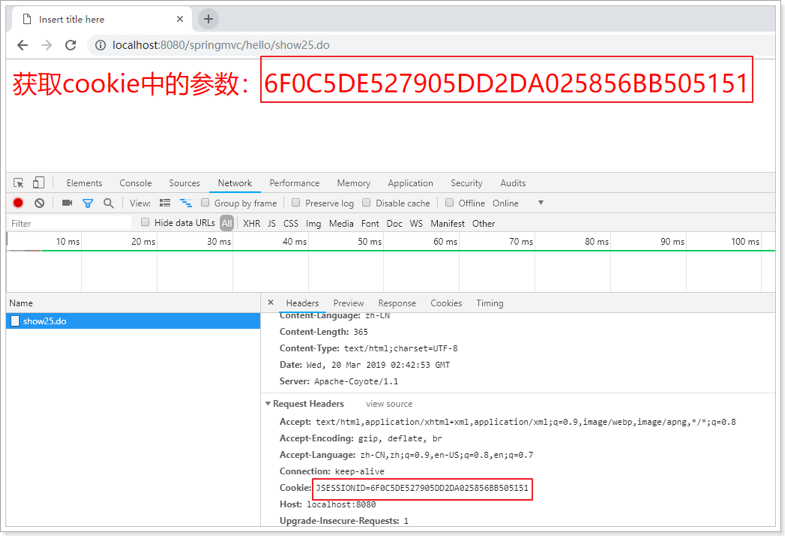 Insert title here
localhost:8080/springmvc/hello/show25.do
获取cookie中的参数：6F0C5DE527905DD2DA025856BB505151
Elements Console Sources Network Performance Memory Application Security Audits
View: Group by frame Preserve log Disable cache Offline Online
Filter Hide data URLs All XHR JS CSS Img Media Font Doc WS Manifest Other
10 ms 20 ms 30 ms 40 ms 50 ms 60 ms 70 ms 80 ms 90 ms 100 ms
Name Headers Preview Response Cookies Timing
show25.do
Content-Language: zh-CN
Content-Length: 365
Content-Type: text/html;charset=UTF-8
Date: Wed, 20 Mar 2019 02:42:53 GMT
Server: Apache-Coyote/1.1
Request Headers view source
Accept: text/html,application/xhtml+xml,application/xml;q=0.9,image/webp,image/apng,*/*;q=0.8
Accept-Encoding: gzip, deflate, br
Accept-Language: zh-CN,zh;q=0.9,en-US;q=0.8,en;q=0.7
Connection: keep-alive
Cookie: JSESSIONID=6F0C5DE527905DD2DA025856BB505151
Host: localhost:8080
Upgrade-Insecure-Requests: 1